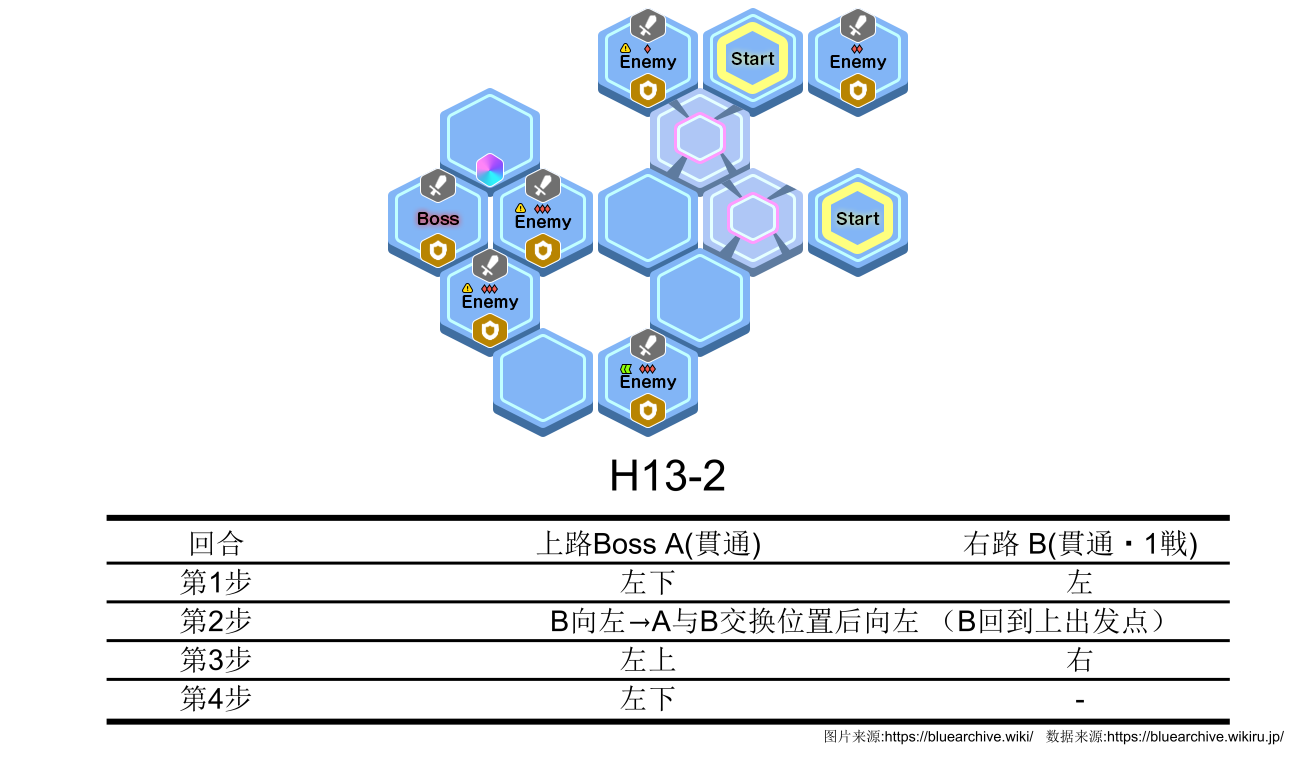 Enemy Start Enemy
Boss Enemy Start
Enemy
Enemy
H13-2
回合 上路Boss A(貫通) 右路 B(貫通・1戦)
第1步 左下 左
第2步 B向左→A与B交换位置后向左 （B回到上出发点）
第3步 左上 右
第4步 左下 -
图片来源:https://bluearchive.wiki/ 数据来源:https://bluearchive.wikiru.jp/